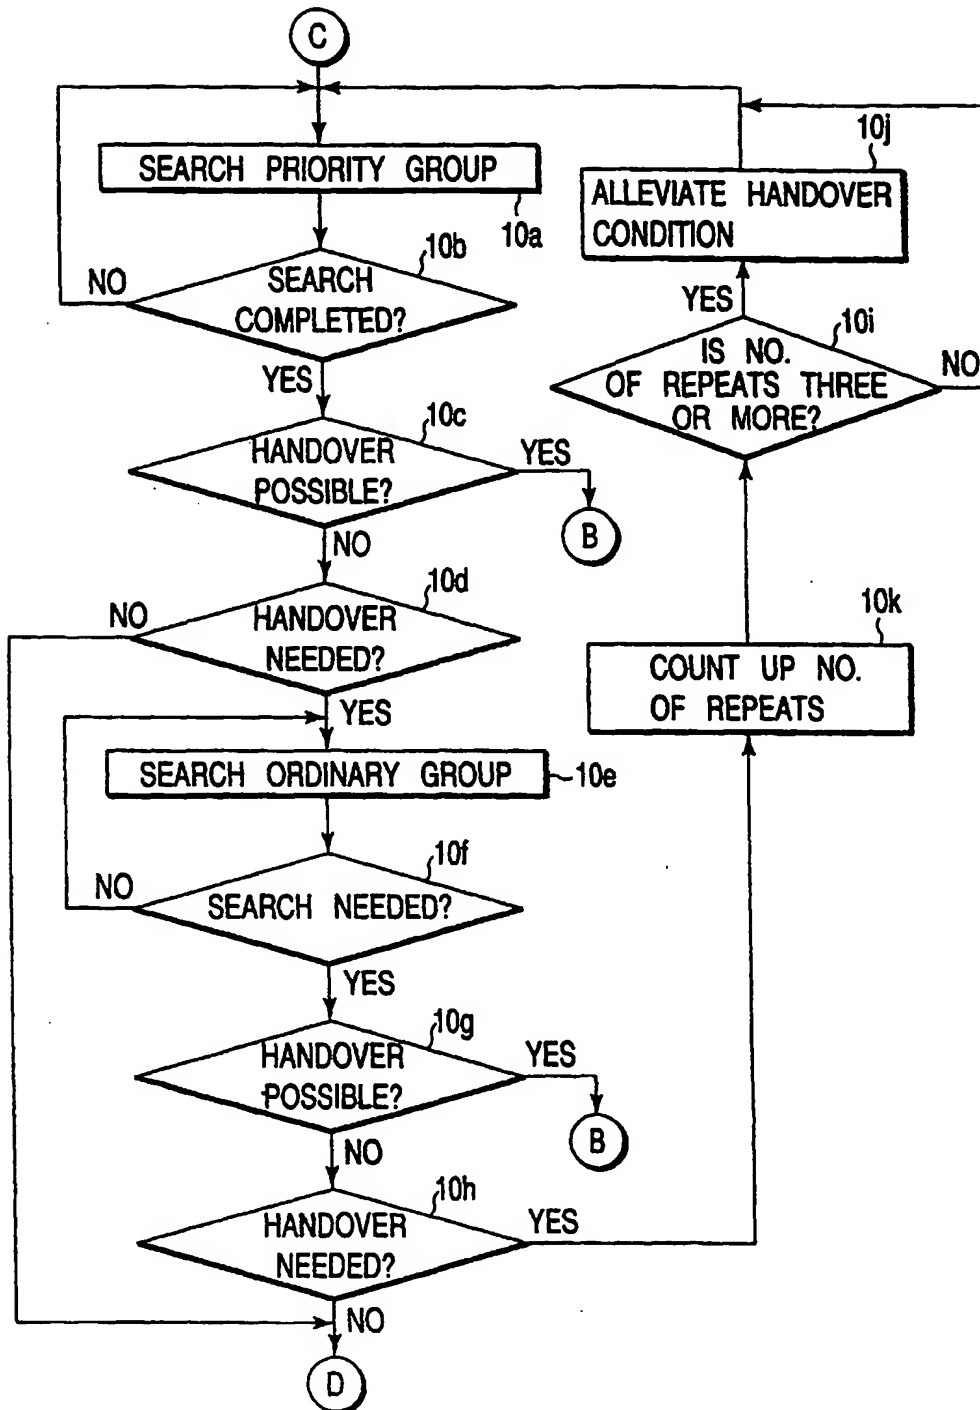 C
SEARCH PRIORITY GROUP
10a
10b
NO
SEARCH
COMPLETED?
YES
10c
HANDOVER
POSSIBLE?
YES
B
NO
10d
NO
HANDOVER
NEEDED?
YES
SEARCH ORDINARY GROUP
10e
10f
NO
SEARCH NEEDED?
YES
10g
HANDOVER
POSSIBLE?
YES
B
NO
10h
HANDOVER
NEEDED?
YES
NO
D
10j
ALLEVIATE HANDOVER
CONDITION
YES
10i
IS NO.
OF REPEATS THREE
OR MORE?
NO
10k
COUNT UP NO.
OF REPEATS